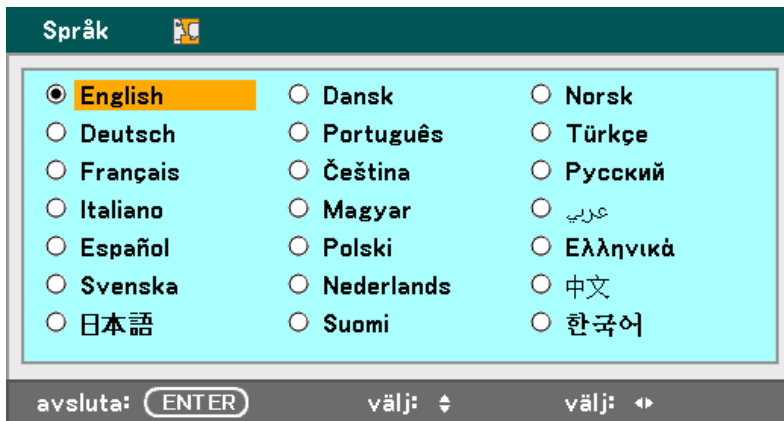 Språk
English Dansk Norsk
Deutsch Português Türkçe
Français Čeština Русский
Italiano Magyar عربي
Español Polski Ελληνικά
Svenska Nederlands 中文
日本語 Suomi 한국어
avsluta: ENTER välj: välj: